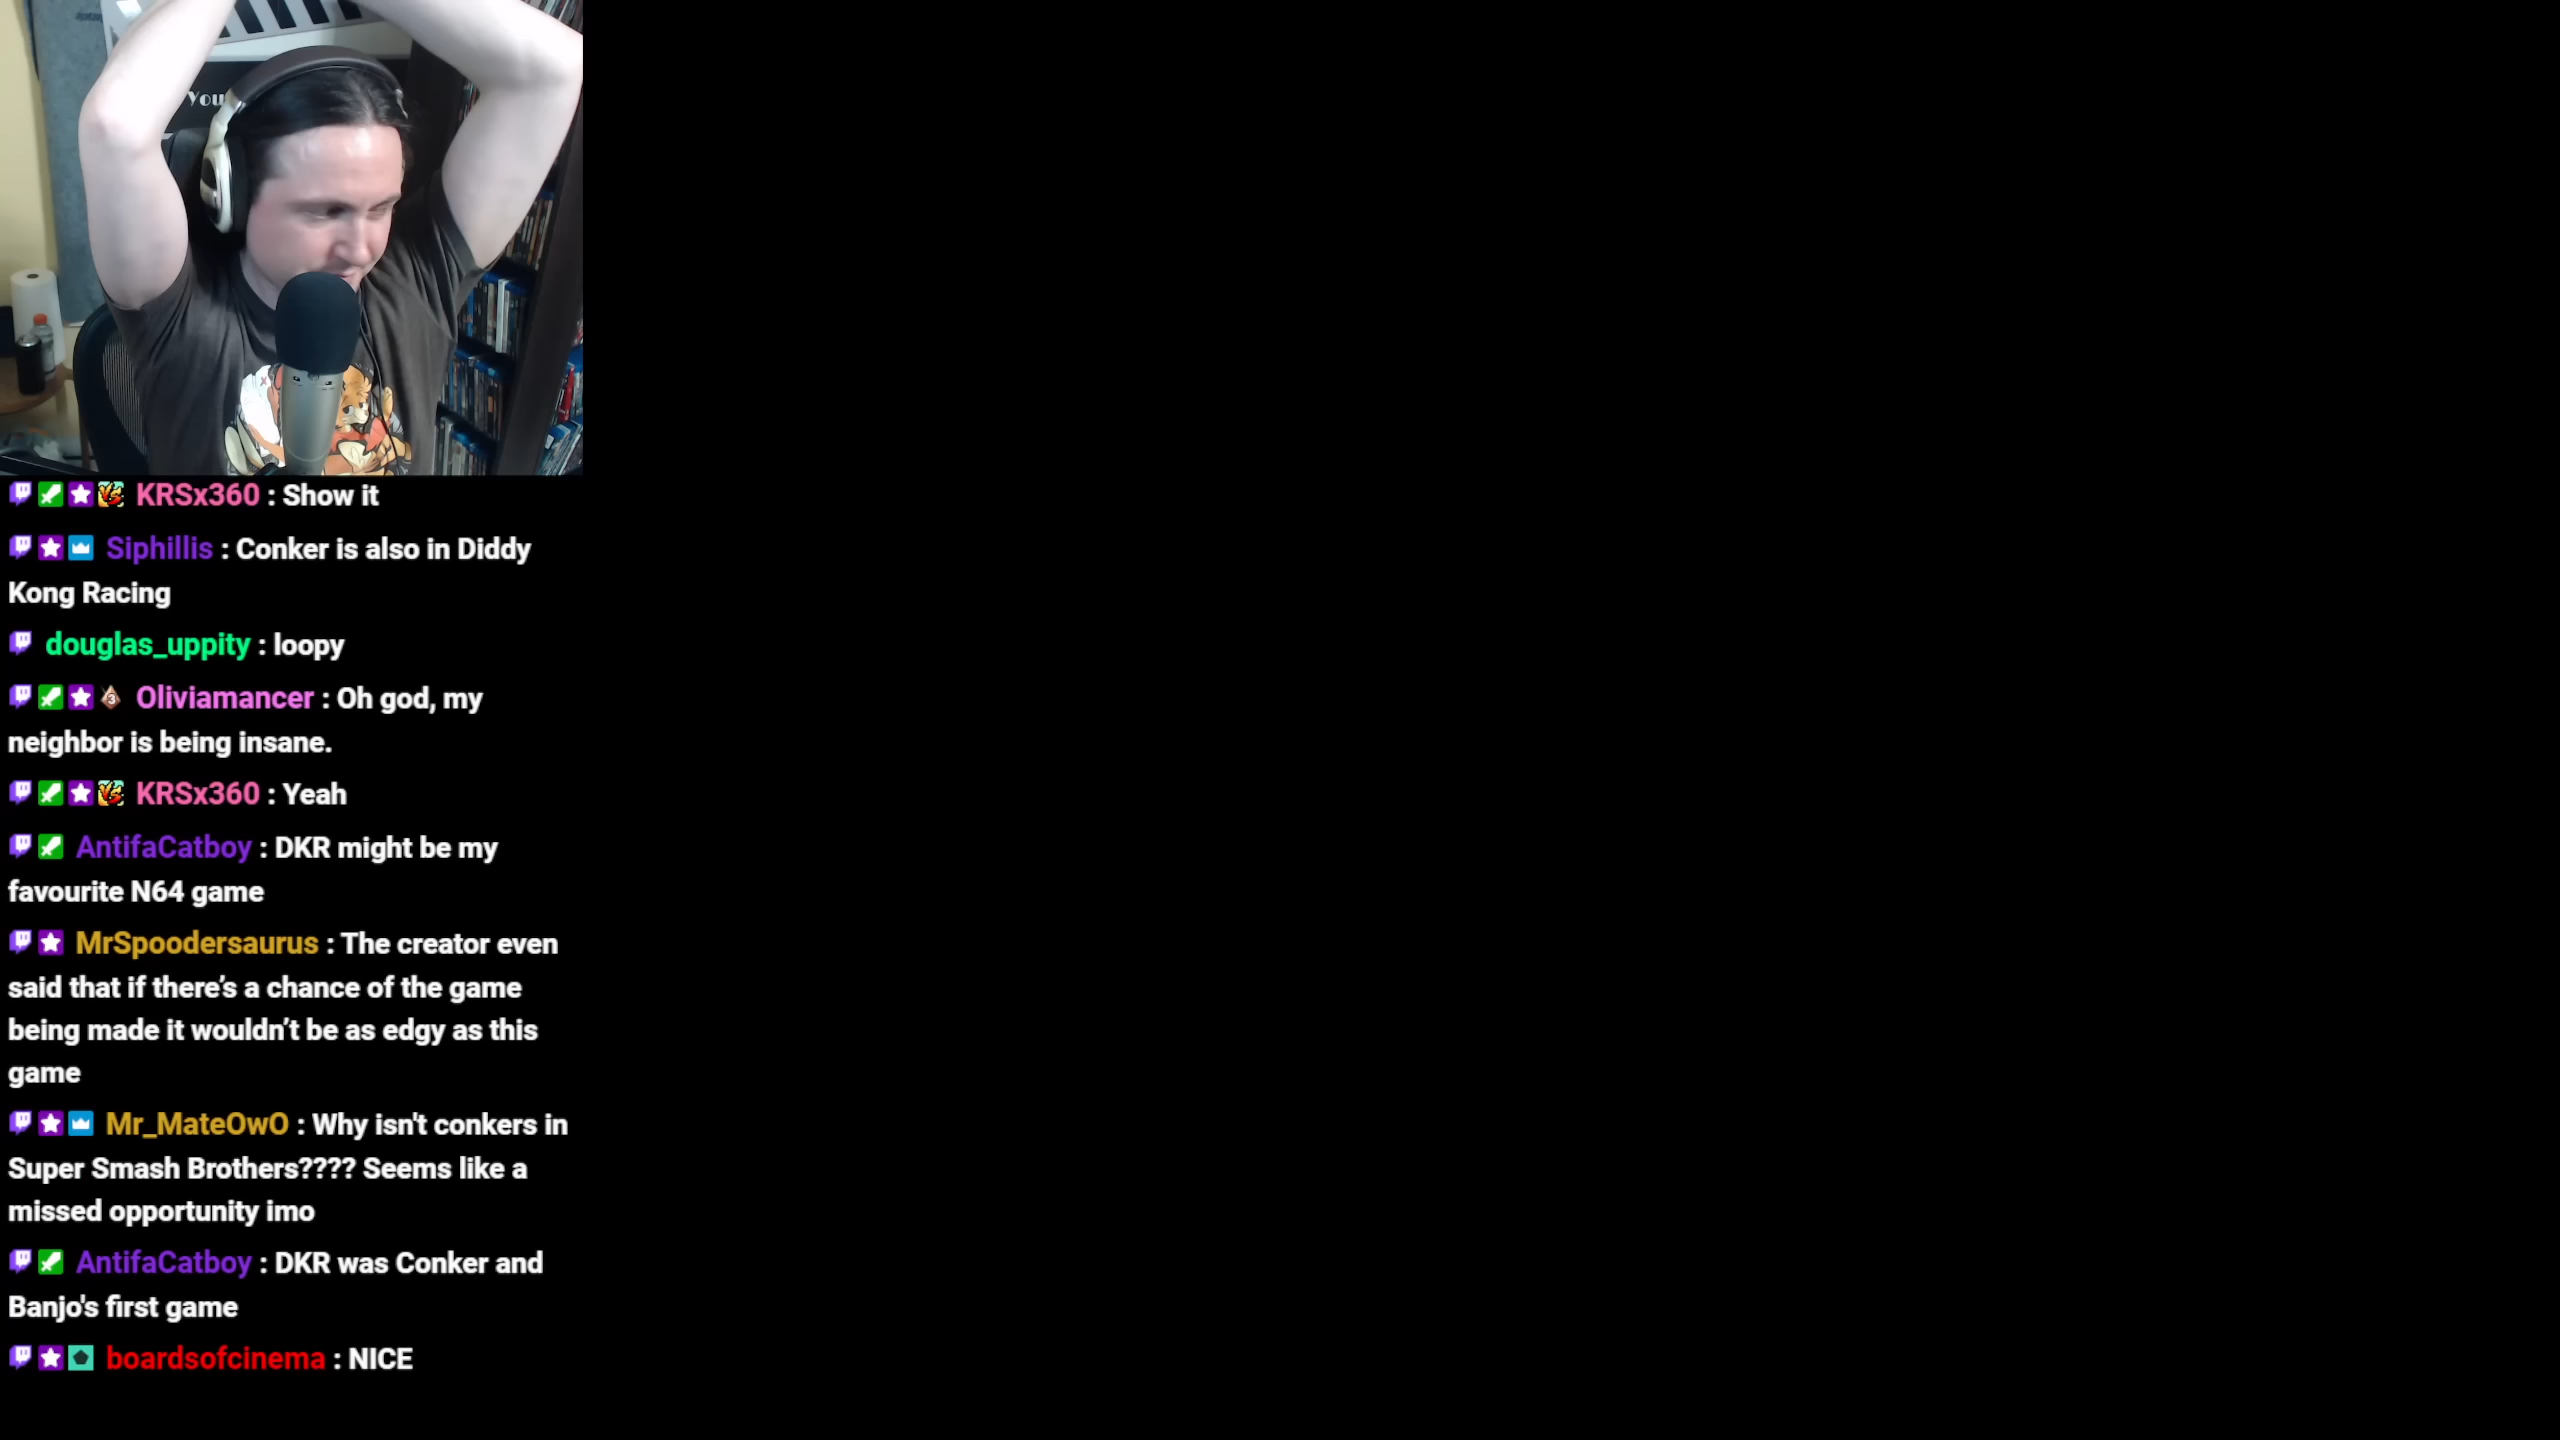 You
KRSx360 : Show it
Siphillis : Conker is also in Diddy
Kong Racing
douglas_uppity : loopy
Oliviamancer : Oh god, my
neighbor is being insane.
KRSx360 : Yeah
AntifaCatboy : DKR might be my
favourite N64 game
MrSpoodersaurus : The creator even
said that if there’s a chance of the game
being made it wouldn’t be as edgy as this
game
Mr_MateOwO : Why isn't conkers in
Super Smash Brothers???? Seems like a
missed opportunity imo
AntifaCatboy : DKR was Conker and
Banjo's first game
boardsofcinema : NICE